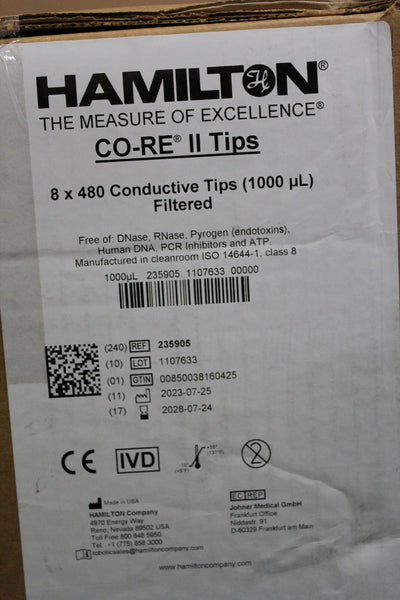 HAMILTON®
THE MEASURE OF EXCELLENCE®
CO-RE® II Tips
8 x 480 Conductive Tips (1000 µL)
Filtered
Free of: DNase, RNase, Pyrogen (endotoxins),
Human DNA, PCR Inhibitors and ATP.
Manufactured in cleanroom ISO 14644-1, class 8
1000µL 235905 1107633 00000
(240) REF 235905
(10) LOT 1107633
(01) GTIN 00850038160425
(11) 2023-07-25
(17) 2028-07-24
CE IVD 2
Made in USA
HAMILTON Company
4970 Energy Way
Reno, Nevada 89502 USA
Toll Free 800 648 5950
Tel. +1 (775) 858 3000
roboticsales@hamiltoncompany.com
EC REP
Johner Medical GmbH
Frankfurt Office
Niddastr. 91
D-60329 Frankfurt am Main
www.hamiltoncompany.com